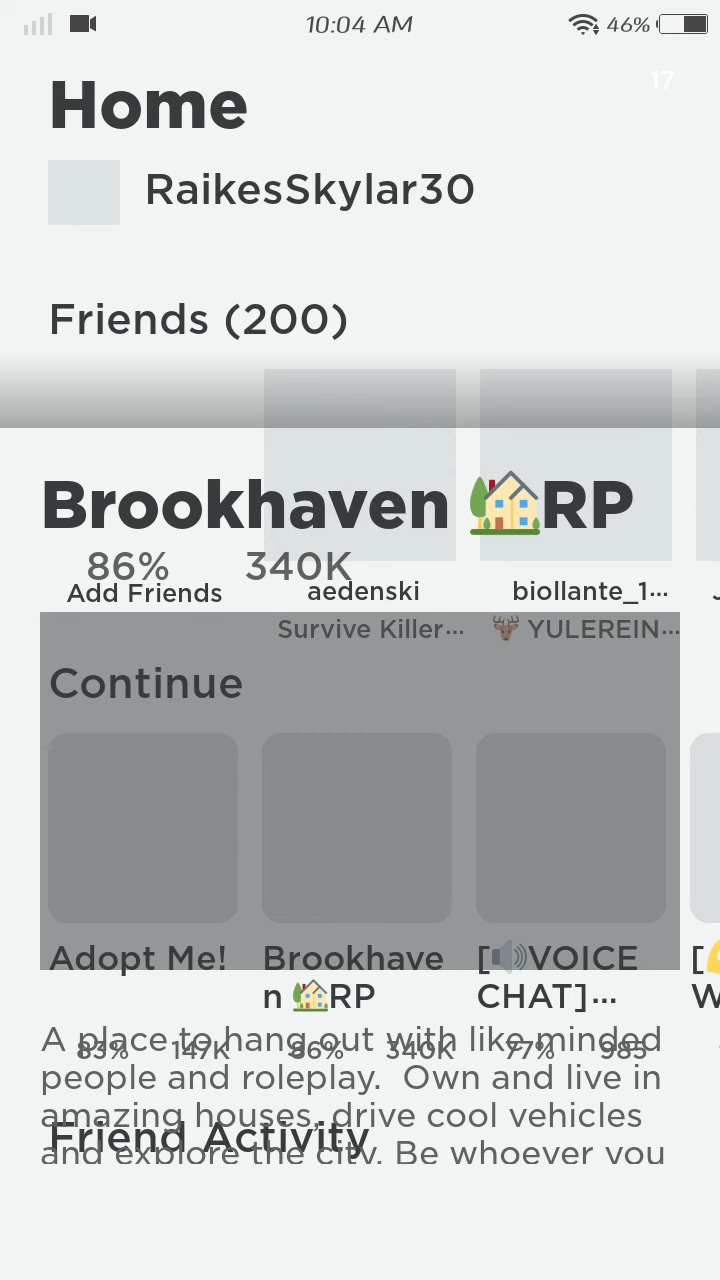 10:04 AM
46%
17
Home
RaikesSkylar30
Friends (200)
Brookhaven 🏡RP
86% 340K
Add Friends aedenski biollante_1...
Survive Killer... 🦌 YULEREIN...
Continue
Adopt Me! Brookhave [🔊VOICE [
n 🏡RP CHAT]... W
83% 147K 86% 340K 77% 985
A place to hang out with like minded
people and roleplay. Own and live in
amazing houses, drive cool vehicles
Friend Activity
and explore the city. Be whoever you